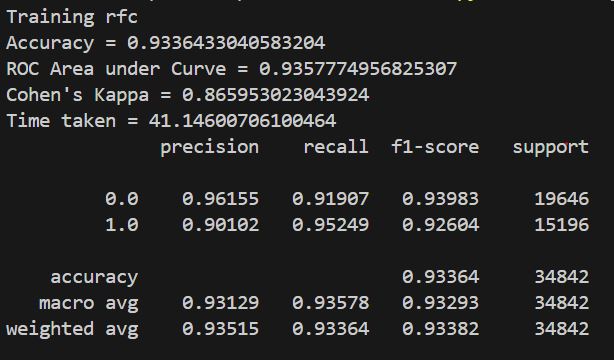 Training rfc
Accuracy = 0.9336433040583204
ROC Area under Curve = 0.9357774956825307
Cohen's Kappa = 0.865953023043924
Time taken = 41.14600706100464
precision recall f1-score support
0.0 0.96155 0.91907 0.93983 19646
1.0 0.90102 0.95249 0.92604 15196
accuracy 0.93364 34842
macro avg 0.93129 0.93578 0.93293 34842
weighted avg 0.93515 0.93364 0.93382 34842